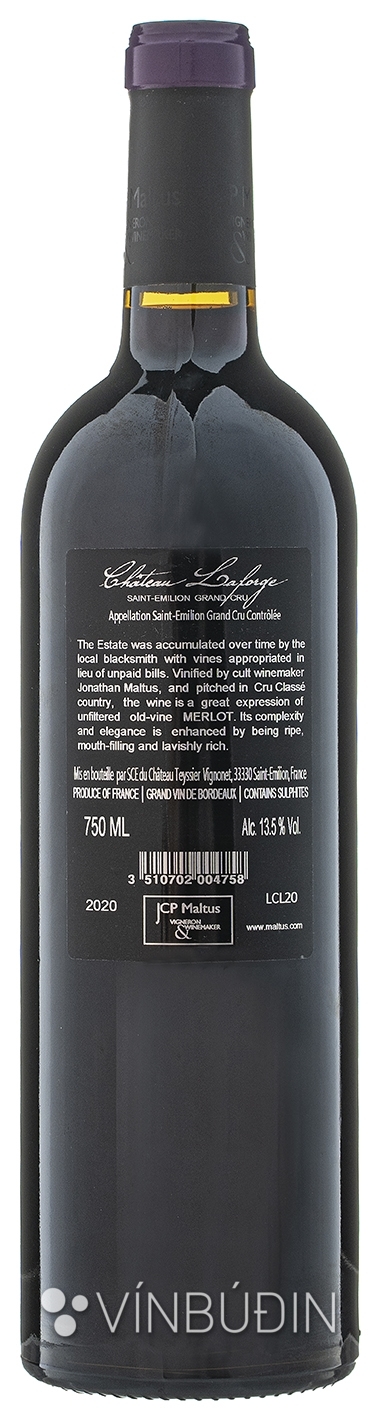 Maltus
WINEMAKER
Château Laforge
SAINT-EMILION GRAND CRU
Appellation Saint-Emilion Grand Cru Contrôlée
The Estate was accumulated over time by the
local blacksmith with vines appropriated in
lieu of unpaid bills. Vinified by cult winemaker
Jonathan Maltus, and pitched in Cru Classé
country, the wine is a great expression of
unfiltered old-vine MERLOT. Its complexity
and elegance is enhanced by being ripe,
mouth-filling and lavishly rich.
Mis en bouteille par SCE du Château Teyssier Vignonet, 33330 Saint-Emilion, France
PRODUCE OF FRANCE | GRAND VIN DE BORDEAUX | CONTAINS SULPHITES
750 ML Alc. 13.5 % Vol.
3 510702 004758
2020 LCL20
JCP Maltus
VIGNERON
& WINEMAKER
www.maltus.com
VÍNBÚÐIN